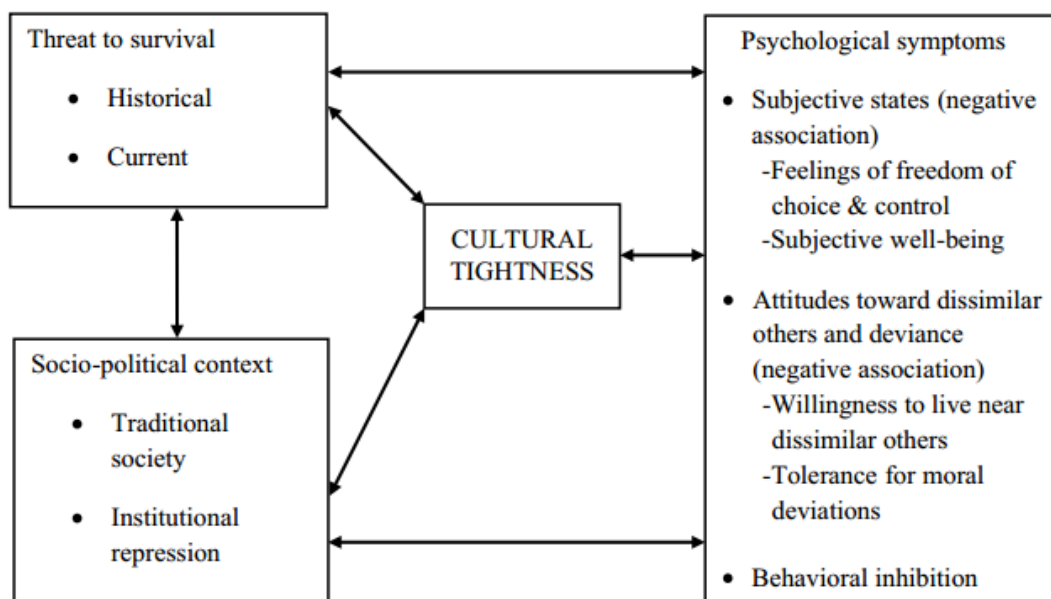 Threat to survival
• Historical
• Current
Socio-political context
• Traditional
society
• Institutional
repression
CULTURAL
TIGHTNESS
Psychological symptoms
• Subjective states (negative
association)
-Feelings of freedom of
choice & control
-Subjective well-being
• Attitudes toward dissimilar
others and deviance
(negative association)
-Willingness to live near
dissimilar others
-Tolerance for moral
deviations
• Behavioral inhibition